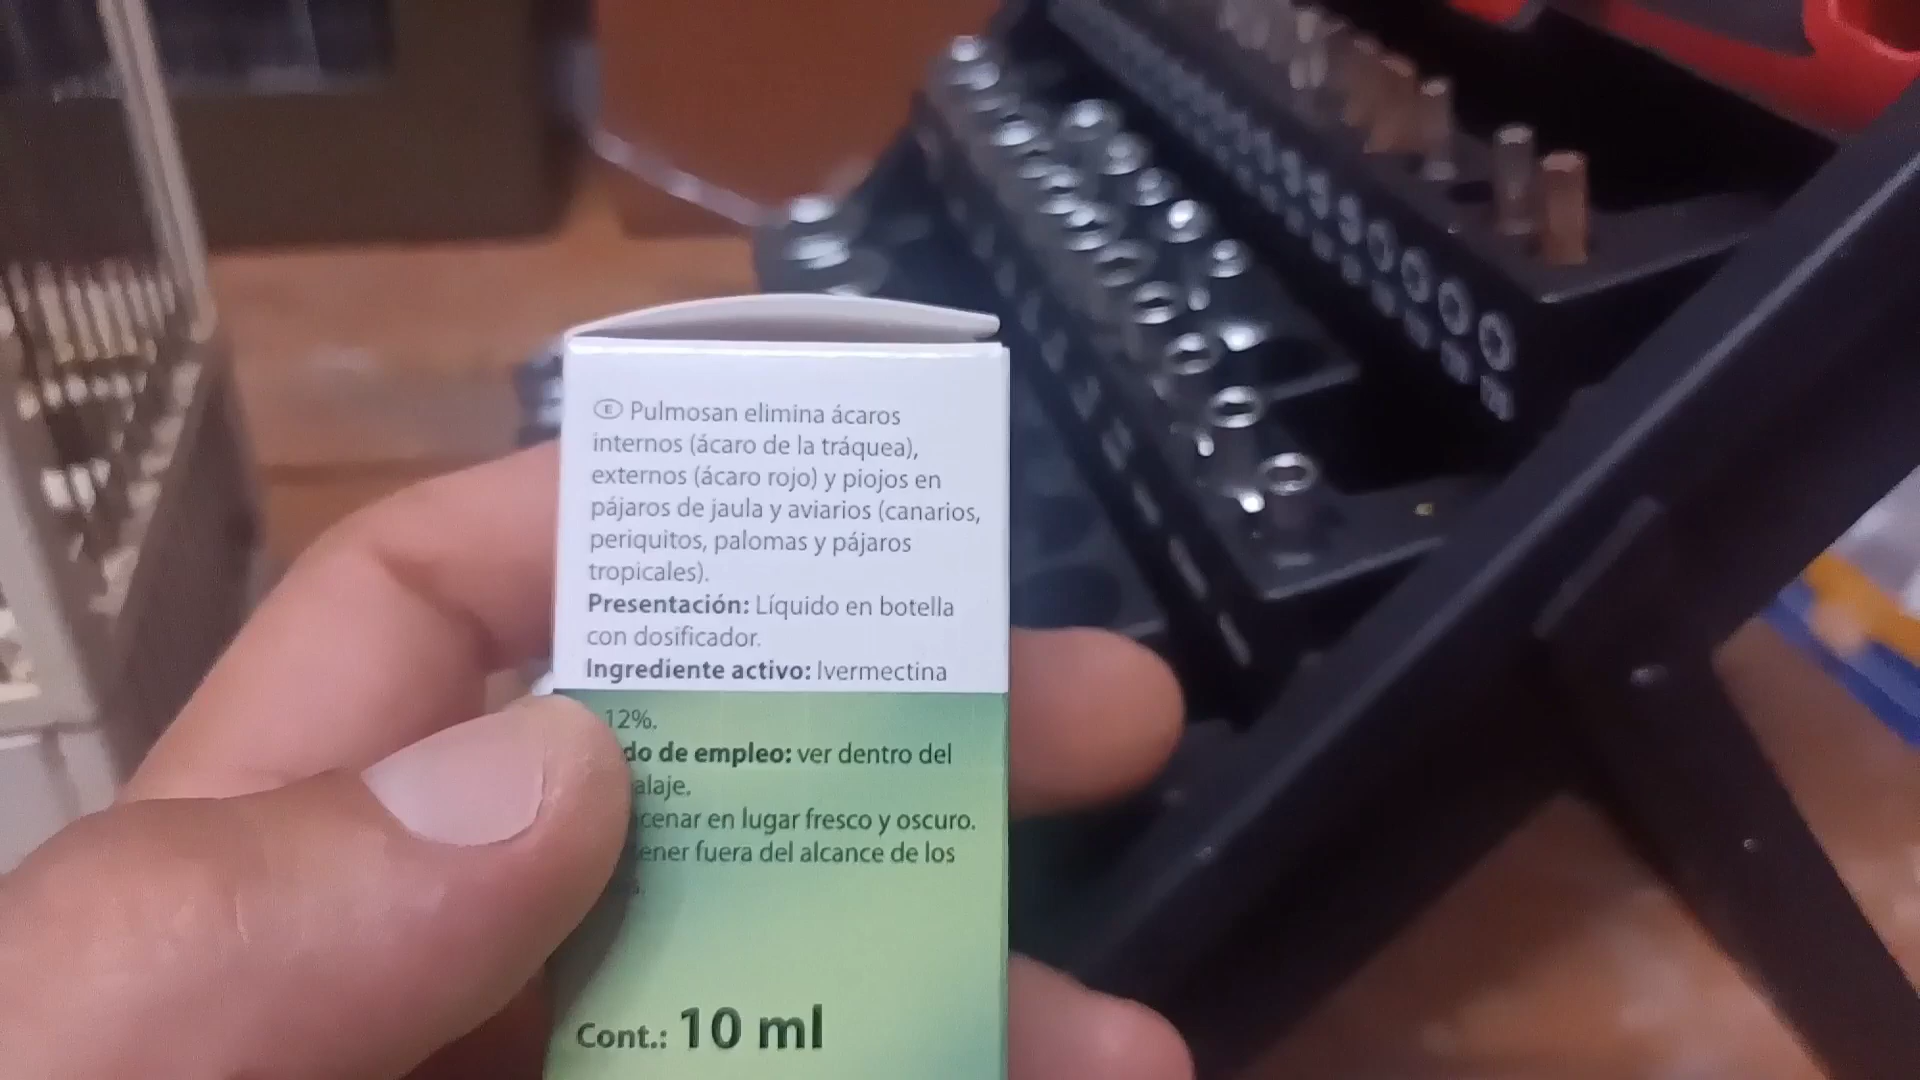 E Pulmosan elimina ácaros
internos (ácaro de la tráquea),
externos (ácaro rojo) y piojos en
pájaros de jaula y aviarios (canarios,
periquitos, palomas y pájaros
tropicales).
Presentación: Líquido en botella
con dosificador.
Ingrediente activo: Ivermectina
12%.
do de empleo: ver dentro del
alaje.
cenar en lugar fresco y oscuro.
ener fuera del alcance de los
Cont.: 10 ml